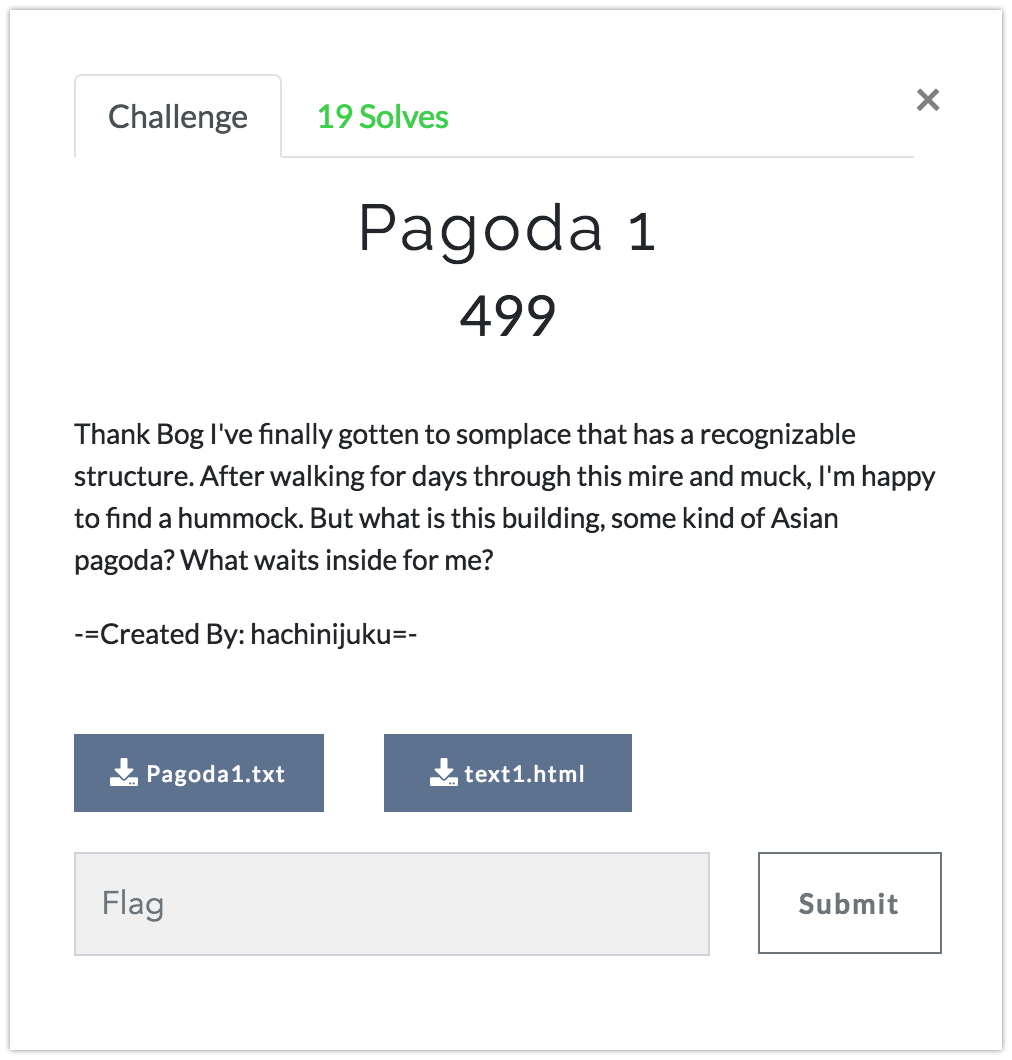 Challenge
19 Solves
×
Pagoda 1
499
Thank Bog I've finally gotten to somplace that has a recognizable
structure. After walking for days through this mire and muck, I'm happy
to find a hummock. But what is this building, some kind of Asian
pagoda? What waits inside for me?
-=Created By: hachinijuku=-
Pagoda1.txt
text1.html
Flag
Submit